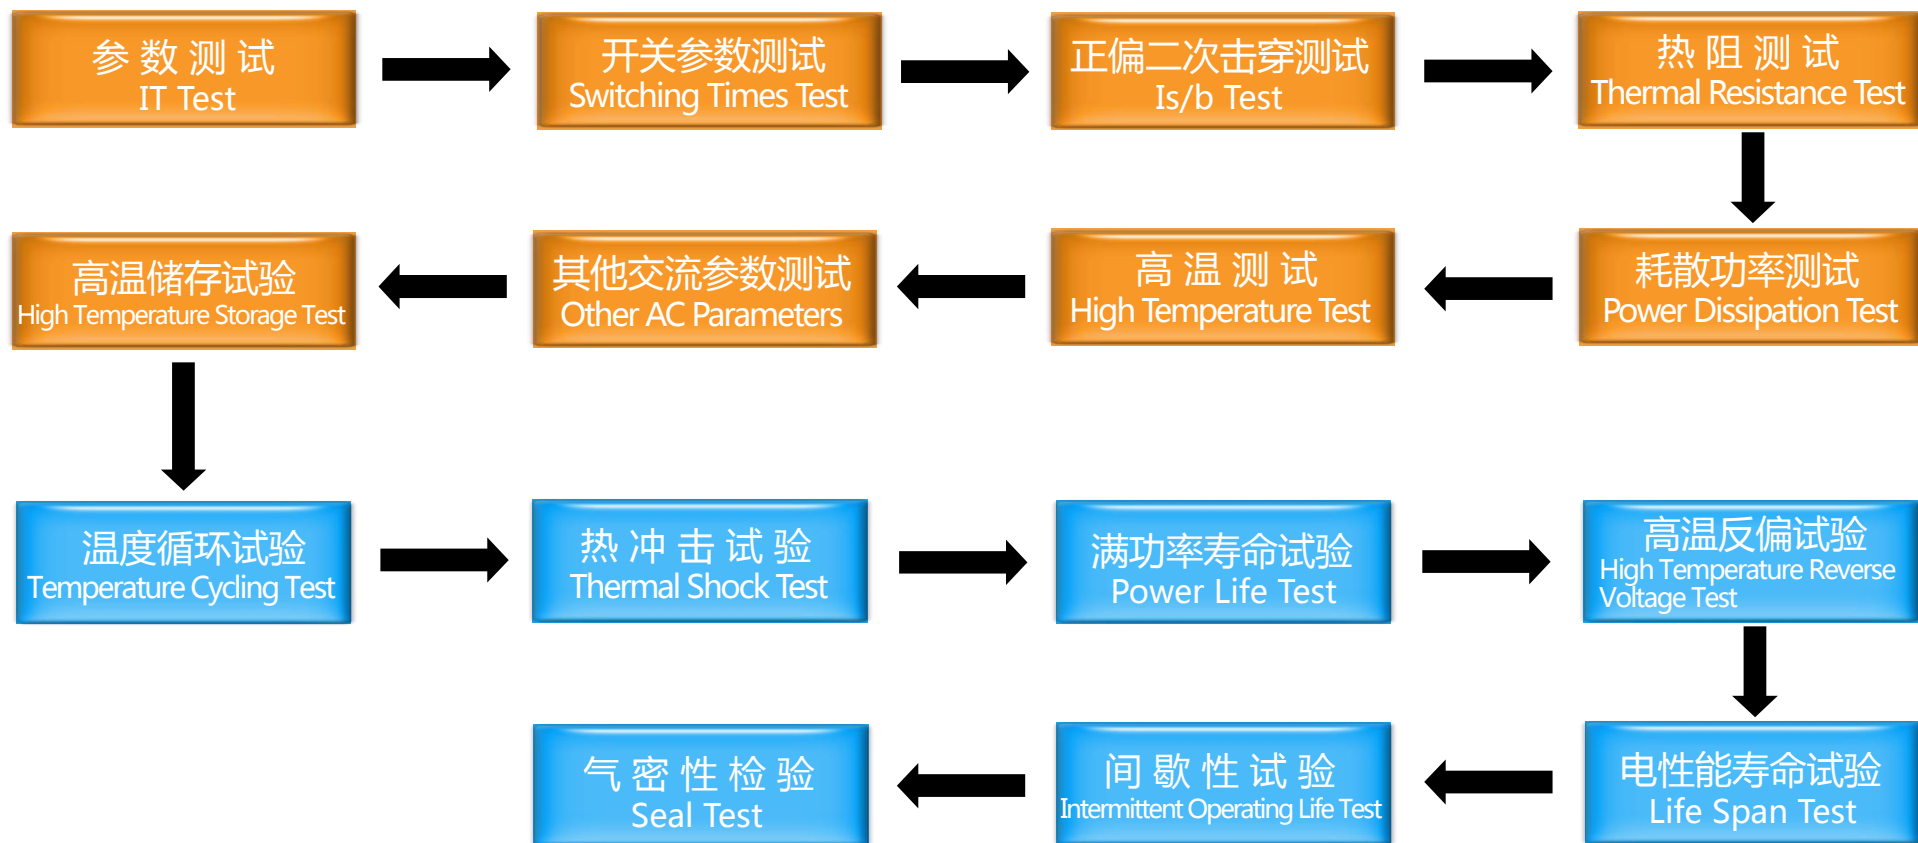 参数测试
IT Test
开关参数测试
Switching Times Test
正偏二次击穿测试
Is/b Test
热阻测试
Thermal Resistance Test
耗散功率测试
Power Dissipation Test
高温测试
High Temperature Test
其他交流参数测试
Other AC Parameters
高温储存试验
High Temperature Storage Test
温度循环试验
Temperature Cycling Test
热冲击试验
Thermal Shock Test
满功率寿命试验
Power Life Test
高温反偏试验
High Temperature Reverse
Voltage Test
电性能寿命试验
Life Span Test
间歇性试验
Intermittent Operating Life Test
气密性检验
Seal Test